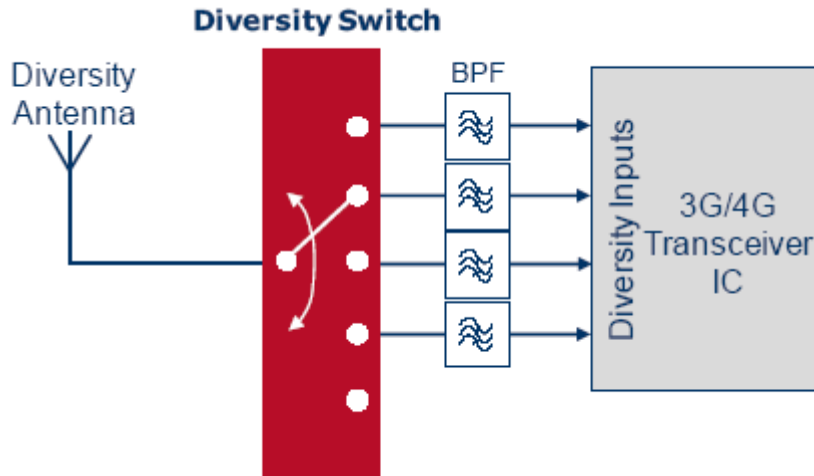 Diversity Switch
Diversity
Antenna
BPF
Diversity Inputs
3G/4G
Transceiver
IC